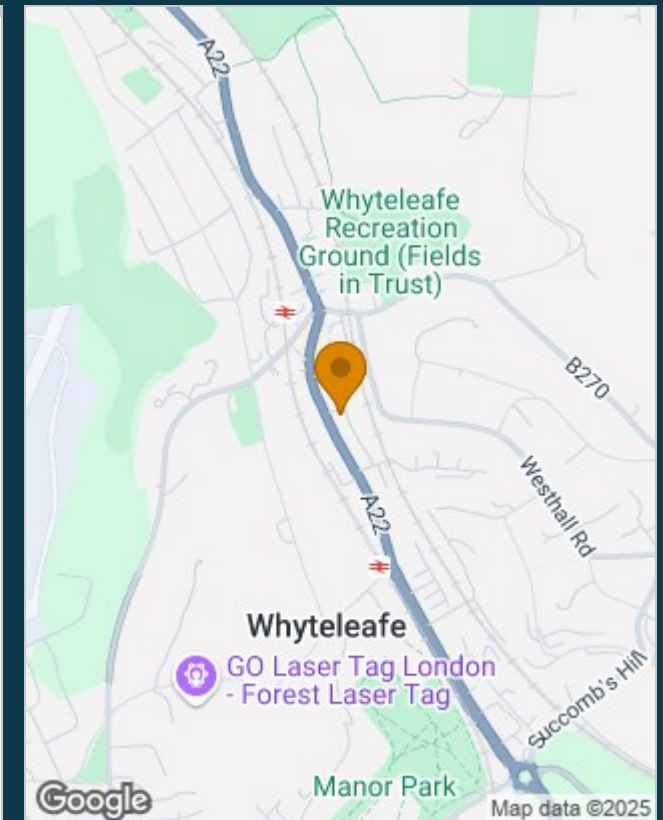 A22
Whyteleafe
Recreation
Ground (Fields
in Trust)
B270
Westhall Rd
A22
Whyteleafe
GO Laser Tag London
- Forest Laser Tag
Succomb's Hill
Manor Park
Google
Map data ©2025